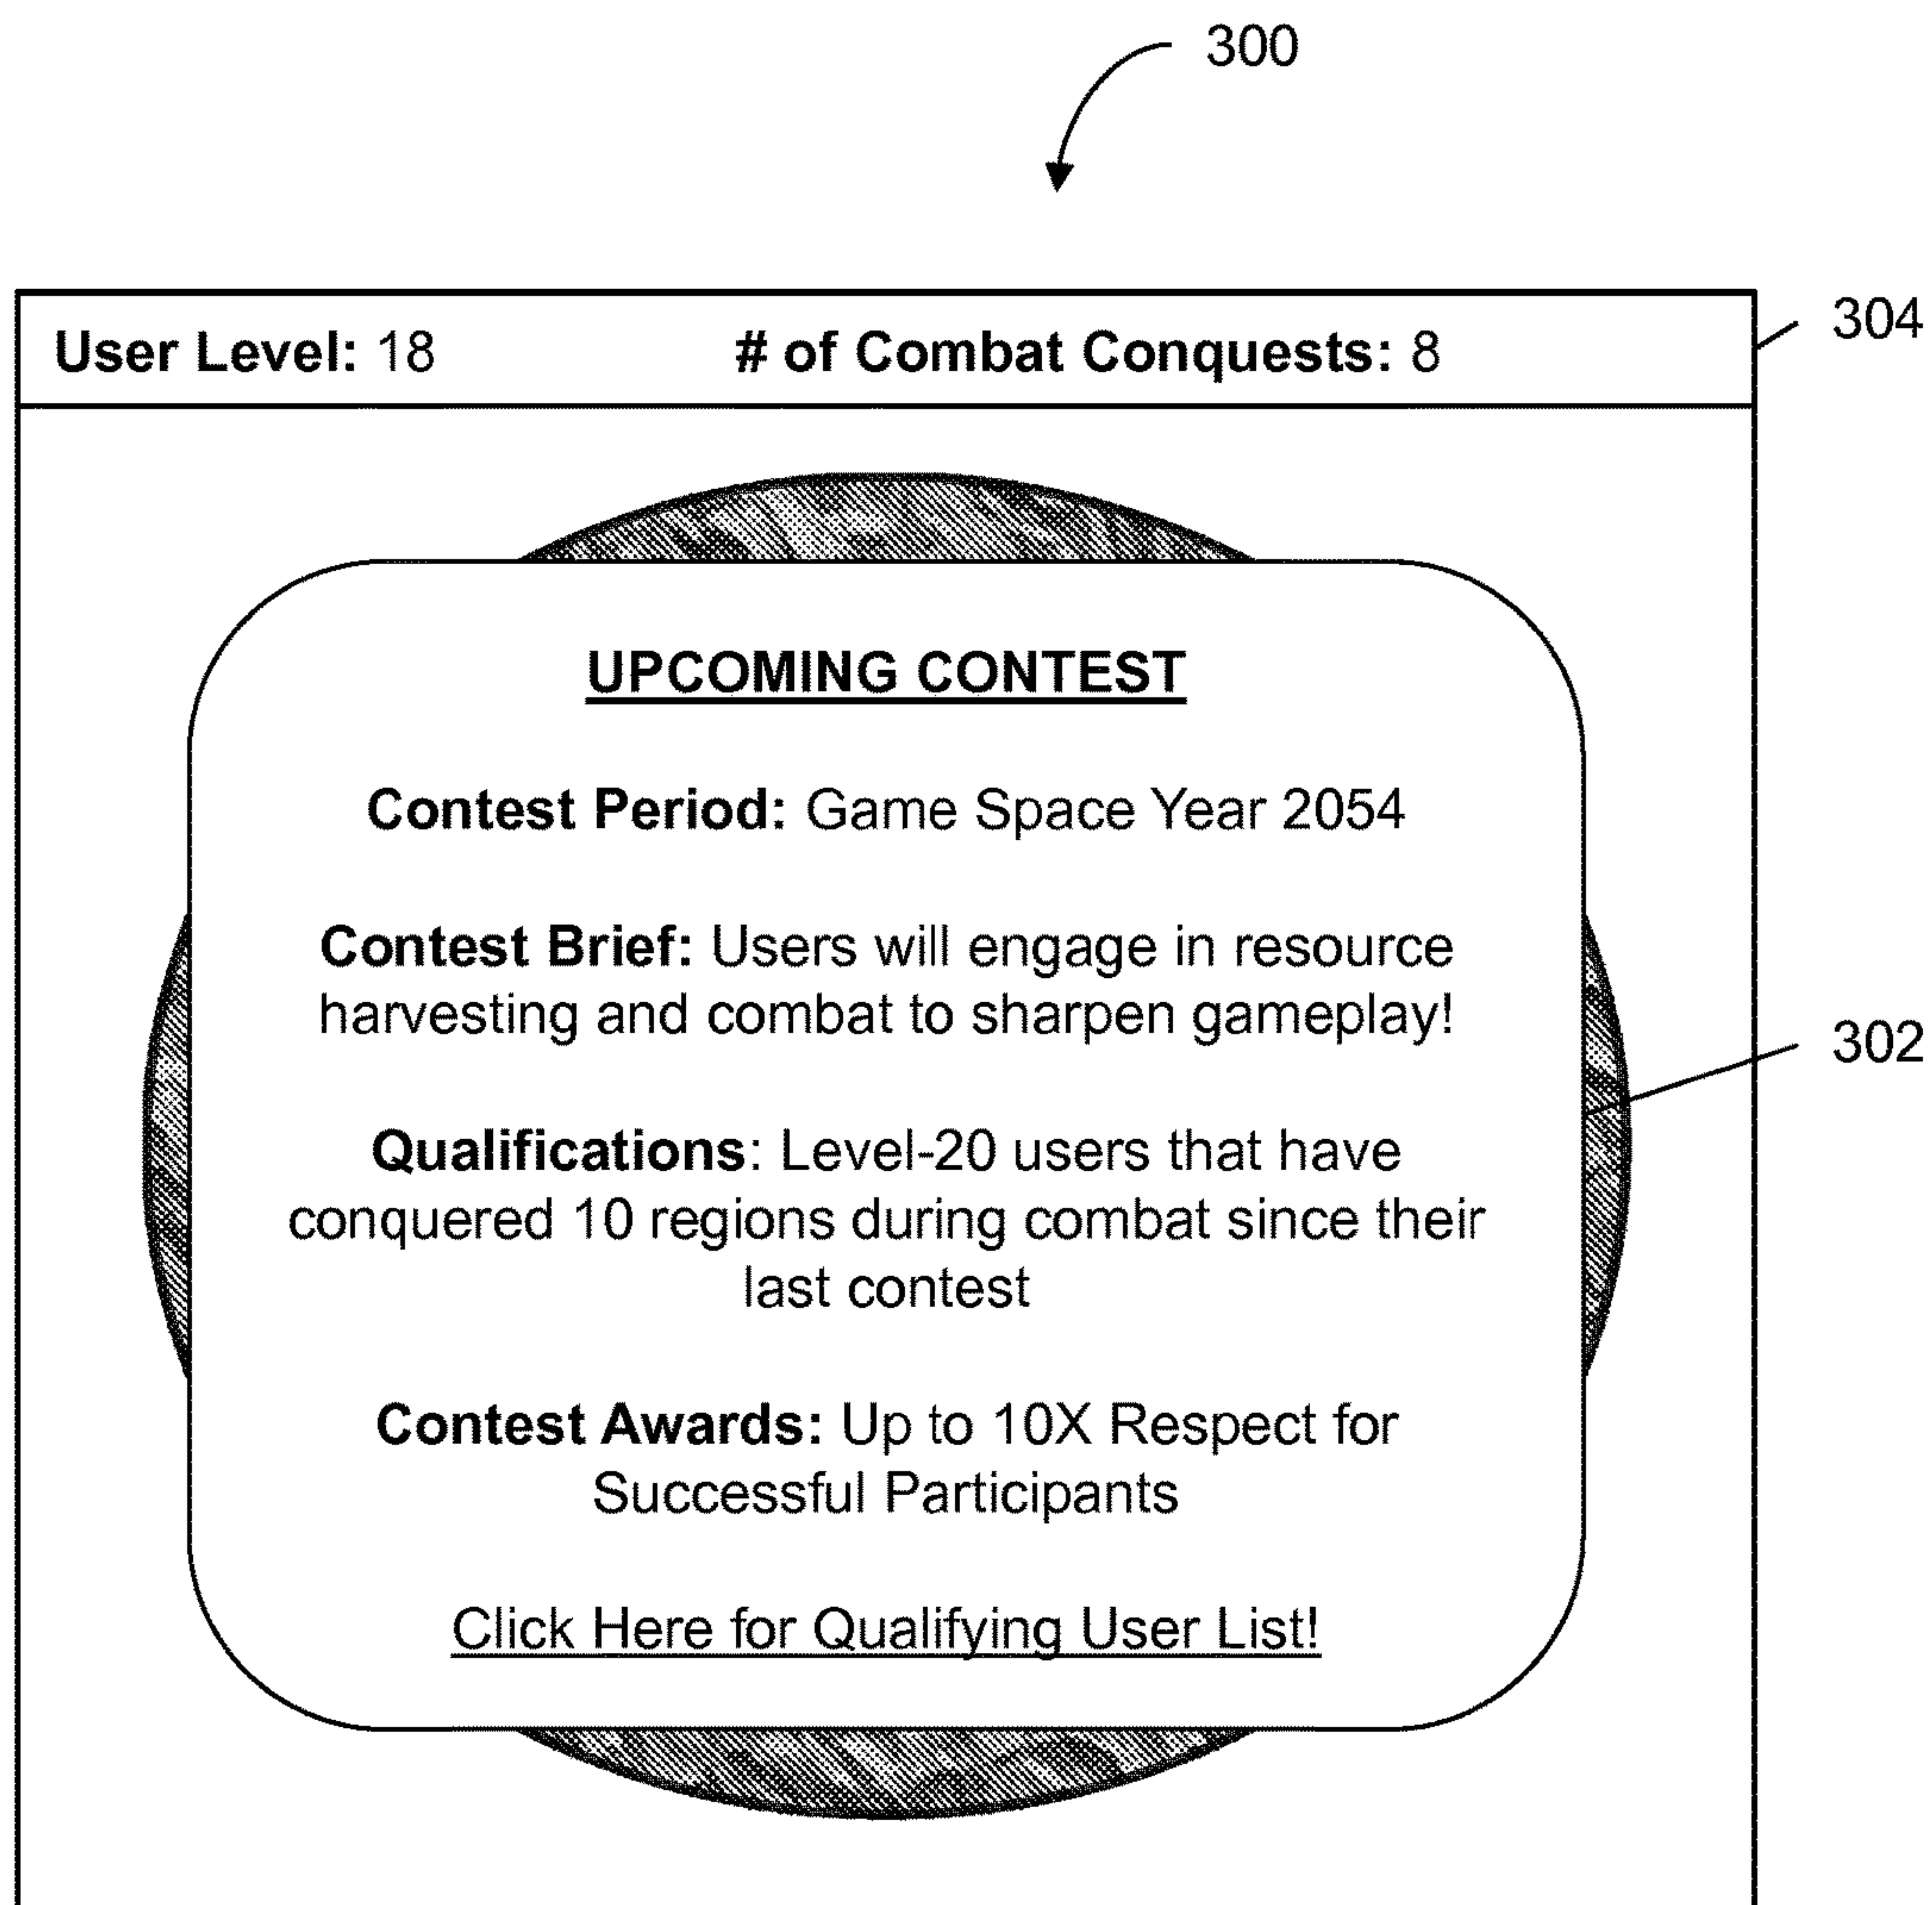 300
User Level: 18 # of Combat Conquests: 8
304
UPCOMING CONTEST
Contest Period: Game Space Year 2054
Contest Brief: Users will engage in resource
harvesting and combat to sharpen gameplay!
302
Qualifications: Level-20 users that have
conquered 10 regions during combat since their
last contest
Contest Awards: Up to 10X Respect for
Successful Participants
Click Here for Qualifying User List!